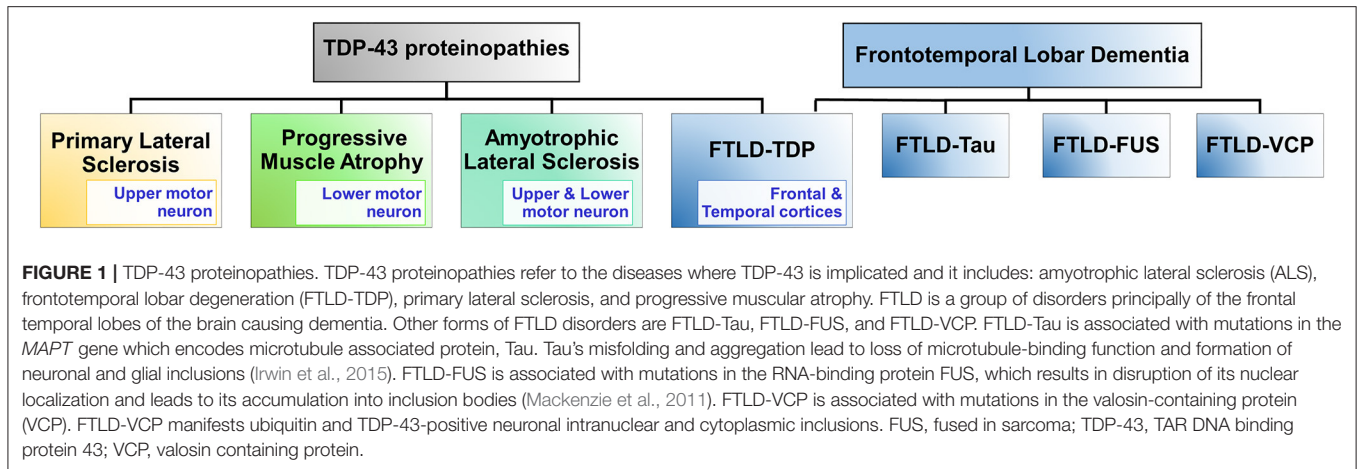 TDP-43 proteinopathies
Frontotemporal Lobar Dementia
Primary Lateral
Sclerosis
Upper motor
neuron
Progressive
Muscle Atrophy
Lower motor
neuron
Amyotrophic
Lateral Sclerosis
Upper & Lower
motor neuron
FTLD-TDP
Frontal &
Temporal cortices
FTLD-Tau
FTLD-FUS
FTLD-VCP
FIGURE 1 | TDP-43 proteinopathies. TDP-43 proteinopathies refer to the diseases where TDP-43 is implicated and it includes: amyotrophic lateral sclerosis (ALS),
frontotemporal lobar degeneration (FTLD-TDP), primary lateral sclerosis, and progressive muscular atrophy. FTLD is a group of disorders principally of the frontal
temporal lobes of the brain causing dementia. Other forms of FTLD disorders are FTLD-Tau, FTLD-FUS, and FTLD-VCP. FTLD-Tau is associated with mutations in the
MAPT gene which encodes microtubule associated protein, Tau. Tau's misfolding and aggregation lead to loss of microtubule-binding function and formation of
neuronal and glial inclusions (Irwin et al., 2015). FTLD-FUS is associated with mutations in the RNA-binding protein FUS, which results in disruption of its nuclear
localization and leads to its accumulation into inclusion bodies (Mackenzie et al., 2011). FTLD-VCP is associated with mutations in the valosin-containing protein
(VCP). FTLD-VCP manifests ubiquitin and TDP-43-positive neuronal intranuclear and cytoplasmic inclusions. FUS, fused in sarcoma; TDP-43, TAR DNA binding
protein 43; VCP, valosin containing protein.